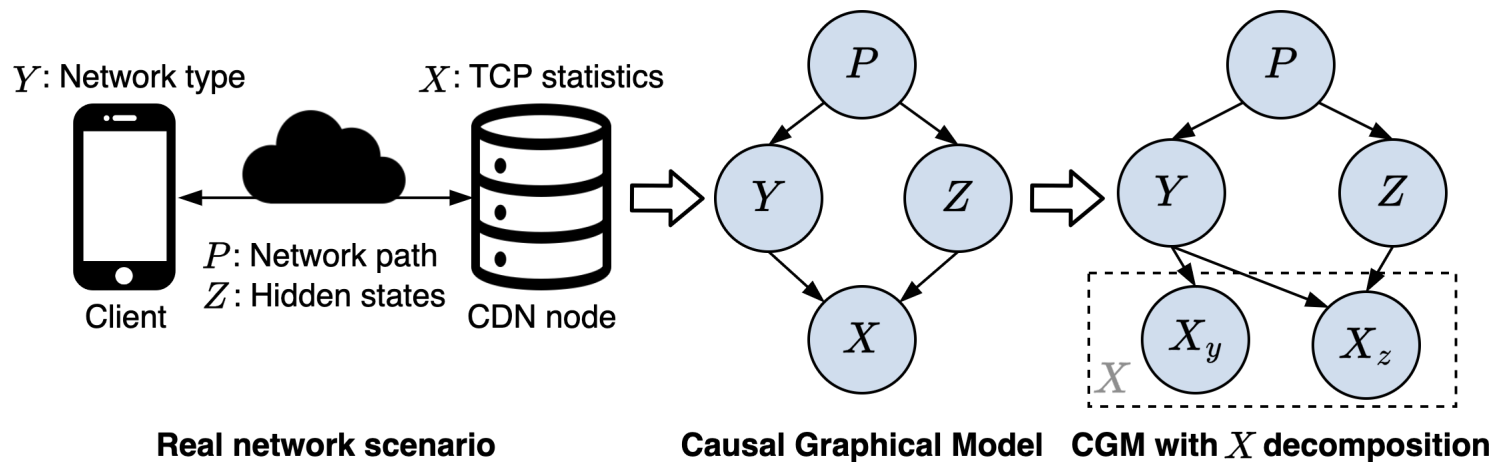 Y: Network type
X: TCP statistics
P: Network path
Z: Hidden states
Client
CDN node
Real network scenario
P
Y
Z
X
Causal Graphical Model
P
Y
Z
X_y
X_z
X
CGM with X decomposition